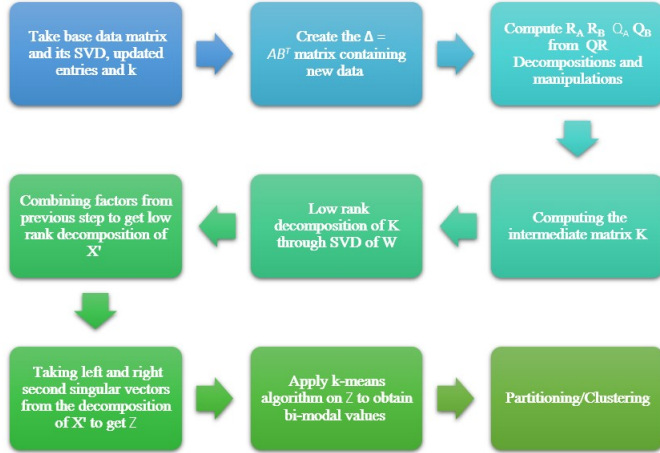 Take base data matrix
and its SVD, updated
entries and k
Create the Δ =
ABᵀ matrix containing
new data
Compute R_A R_B Q_A Q_B
from QR
Decompositions and
manipulations
Combining factors from
previous step to get low
rank decomposition of
X'
Low rank
decomposition of K
through SVD of W
Computing the
intermediate matrix K
Taking left and right
second singular vectors
from the decomposition
of X' to get Z
Apply k-means
algorithm on Z to obtain
bi-modal values
Partitioning/Clustering